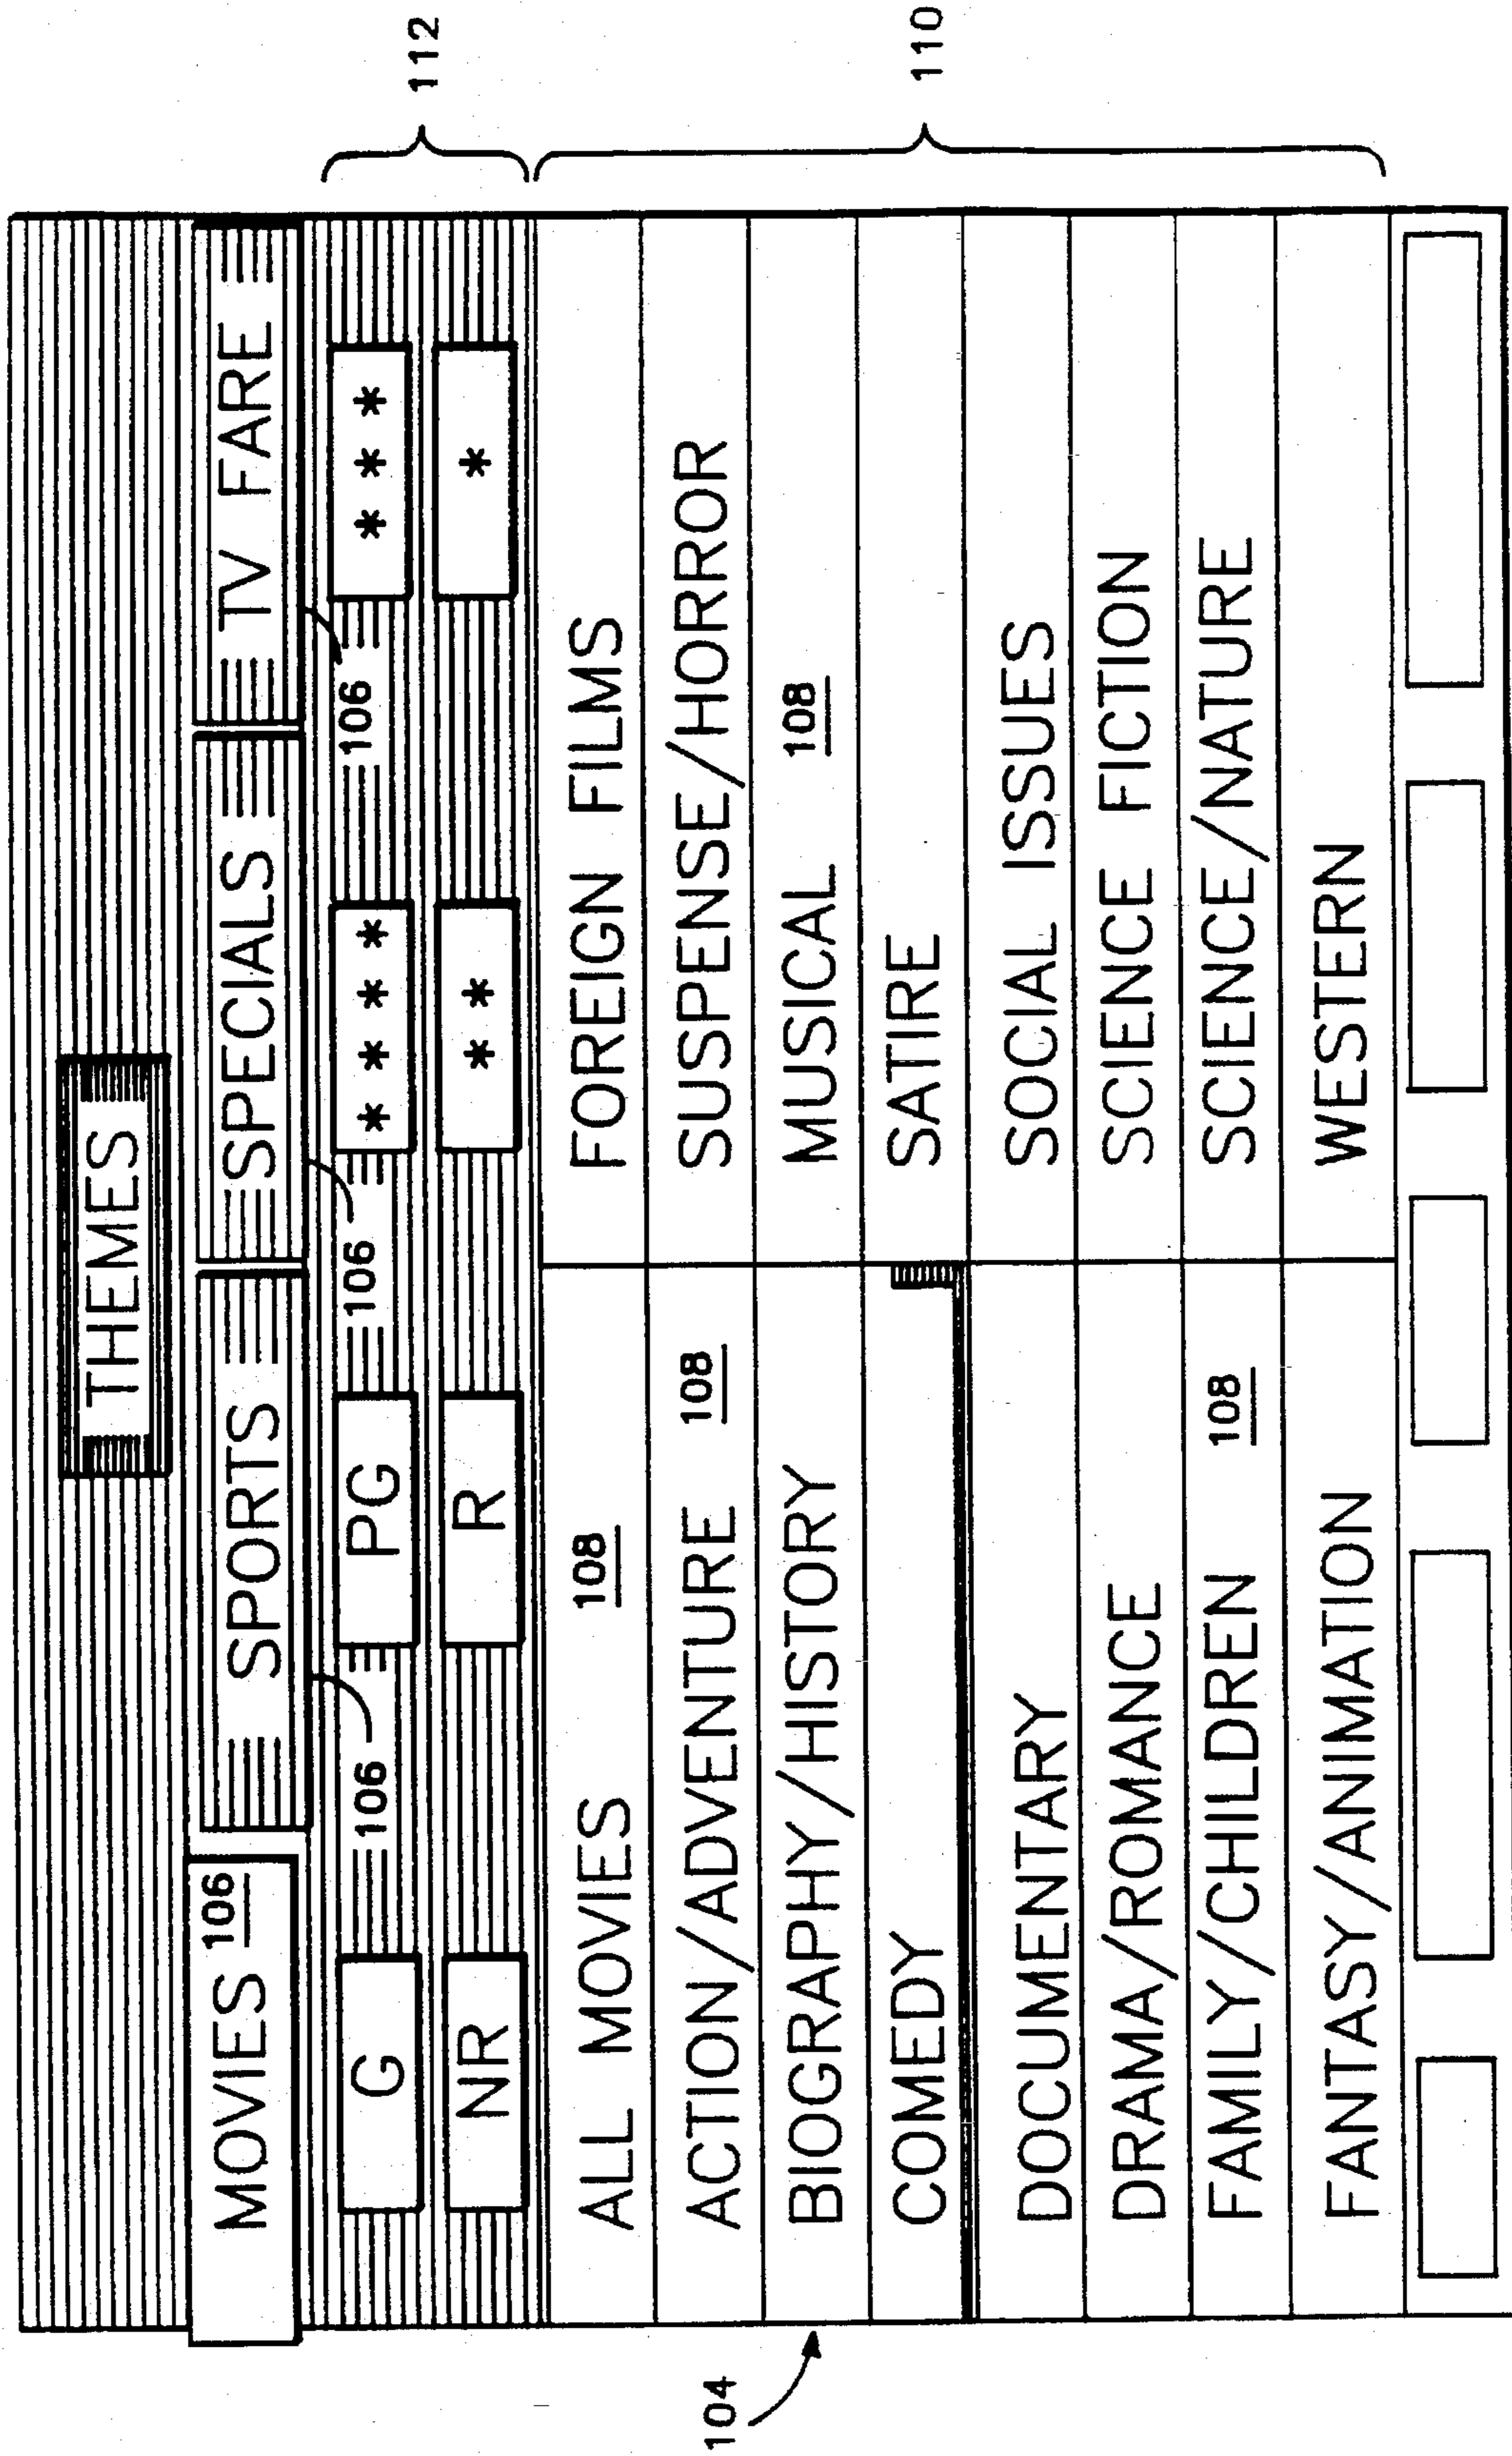 THEMES
MOVIES 106 SPORTS SPECIALS TV FARE
G 106 PG 106 **** 106 ***
NR R ** *
112
ALL MOVIES 108 FOREIGN FILMS
ACTION/ADVENTURE 108 SUSPENSE/HORROR
BIOGRAPHY/HISTORY MUSICAL 108
COMEDY SATIRE
DOCUMENTARY SOCIAL ISSUES
DRAMA/ROMANCE SCIENCE FICTION
FAMILY/CHILDREN 108 SCIENCE/NATURE
FANTASY/ANIMATION WESTERN
110
104